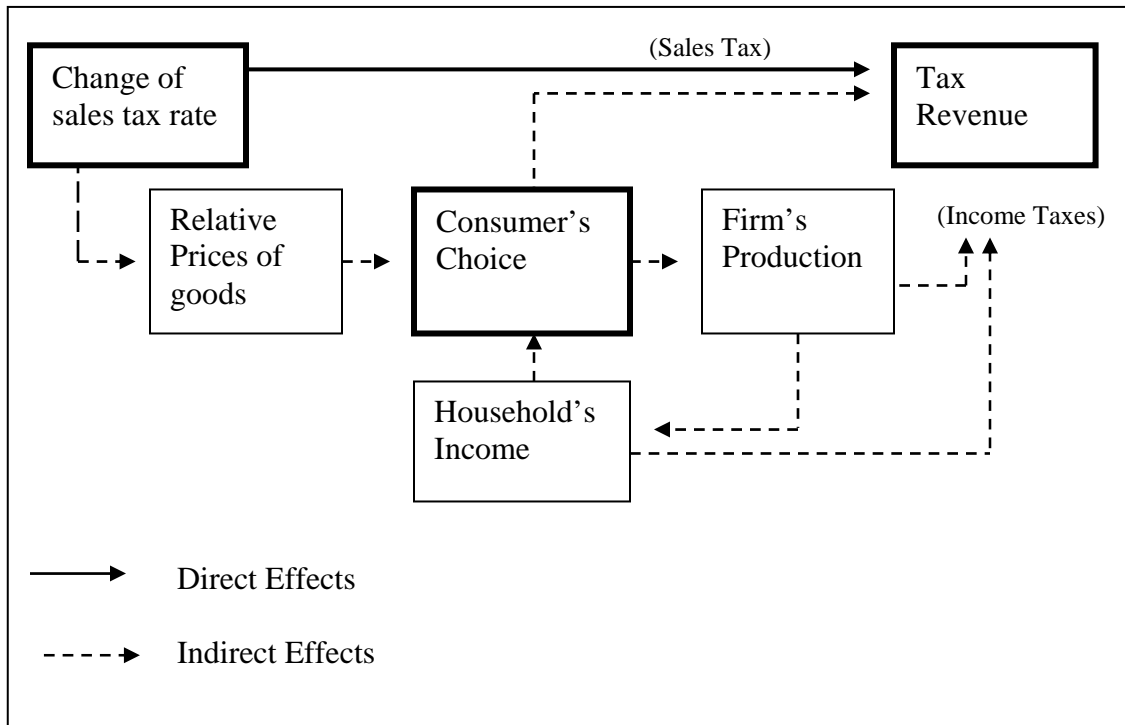 (Sales Tax)
Change of
sales tax rate
Tax
Revenue
Relative
Prices of
goods
Consumer’s
Choice
Firm’s
Production
(Income Taxes)
Household’s
Income
Direct Effects
Indirect Effects